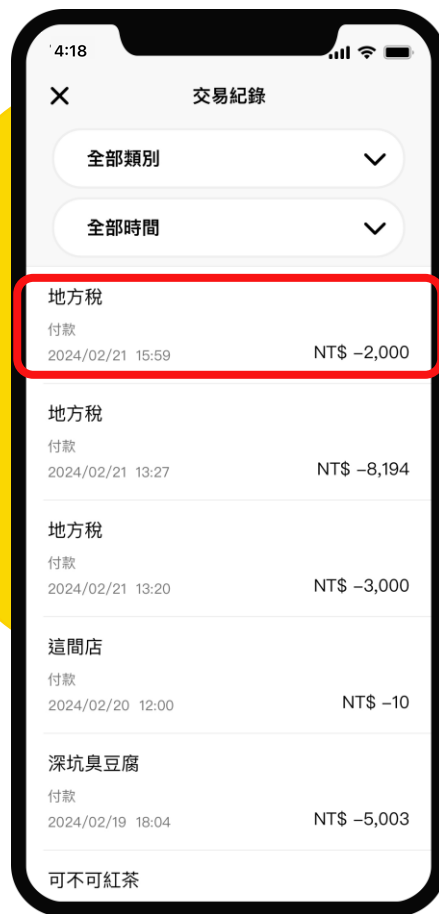 4:18
交易紀錄
全部類別
全部時間
地方稅
付款
2024/02/21 15:59 NT$ –2,000
地方稅
付款
2024/02/21 13:27 NT$ –8,194
地方稅
付款
2024/02/21 13:20 NT$ –3,000
這間店
付款
2024/02/20 12:00 NT$ –10
深坑臭豆腐
付款
2024/02/19 18:04 NT$ –5,003
可不可紅茶